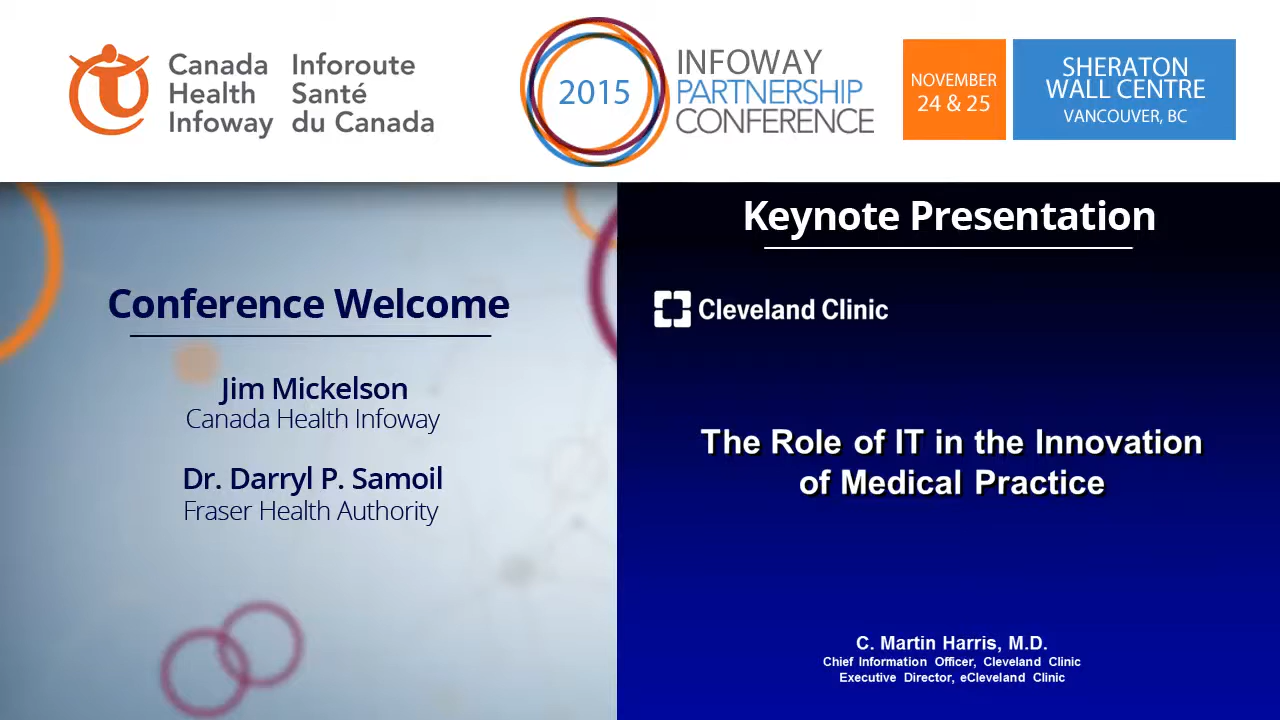 Canada Health Infoway
Inforoute Santé du Canada
2015
INFOWAY
PARTNERSHIP
CONFERENCE
NOVEMBER
24 & 25
SHERATON
WALL CENTRE
VANCOUVER, BC
Conference Welcome
Jim Mickelson
Canada Health Infoway
Dr. Darryl P. Samoil
Fraser Health Authority
Keynote Presentation
Cleveland Clinic
The Role of IT in the Innovation
of Medical Practice
C. Martin Harris, M.D.
Chief Information Officer, Cleveland Clinic
Executive Director, eCleveland Clinic